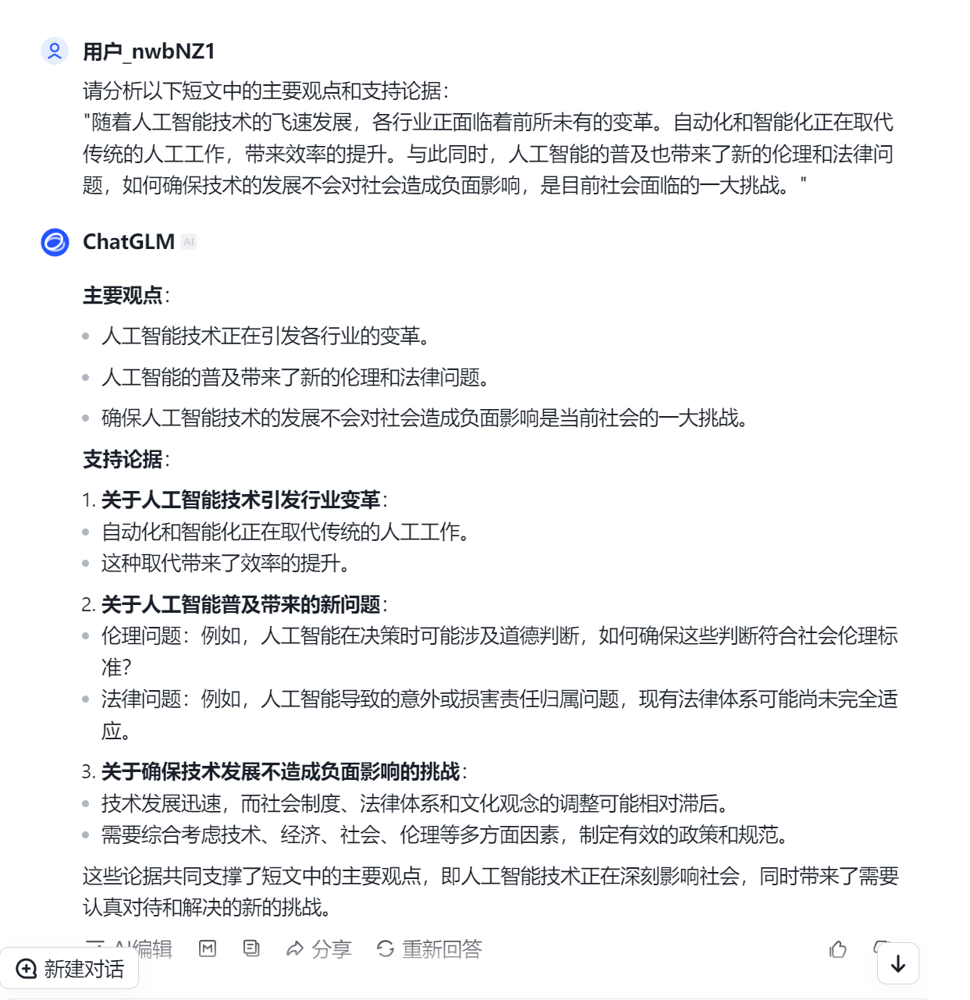 用户_nwbNZ1
请分析以下短文中的主要观点和支持论据：
"随着人工智能技术的飞速发展，各行业正面临着前所未有的变革。自动化和智能化正在取代
传统的人工工作，带来效率的提升。与此同时，人工智能的普及也带来了新的伦理和法律问
题，如何确保技术的发展不会对社会造成负面影响，是目前社会面临的一大挑战。"
ChatGLM AI
主要观点：
人工智能技术正在引发各行业的变革。
人工智能的普及带来了新的伦理和法律问题。
确保人工智能技术的发展不会对社会造成负面影响是当前社会的一大挑战。
支持论据：
1. 关于人工智能技术引发行业变革：
自动化和智能化正在取代传统的人工工作。
这种取代带来了效率的提升。
2. 关于人工智能普及带来的新问题：
伦理问题：例如，人工智能在决策时可能涉及道德判断，如何确保这些判断符合社会伦理标
准？
法律问题：例如，人工智能导致的意外或损害责任归属问题，现有法律体系可能尚未完全适
应。
3. 关于确保技术发展不造成负面影响的挑战：
技术发展迅速，而社会制度、法律体系和文化观念的调整可能相对滞后。
需要综合考虑技术、经济、社会、伦理等多方面因素，制定有效的政策和规范。
这些论据共同支撑了短文中的主要观点，即人工智能技术正在深刻影响社会，同时带来了需要
认真对待和解决的新的挑战。
AI编辑 分享 重新回答
新建对话